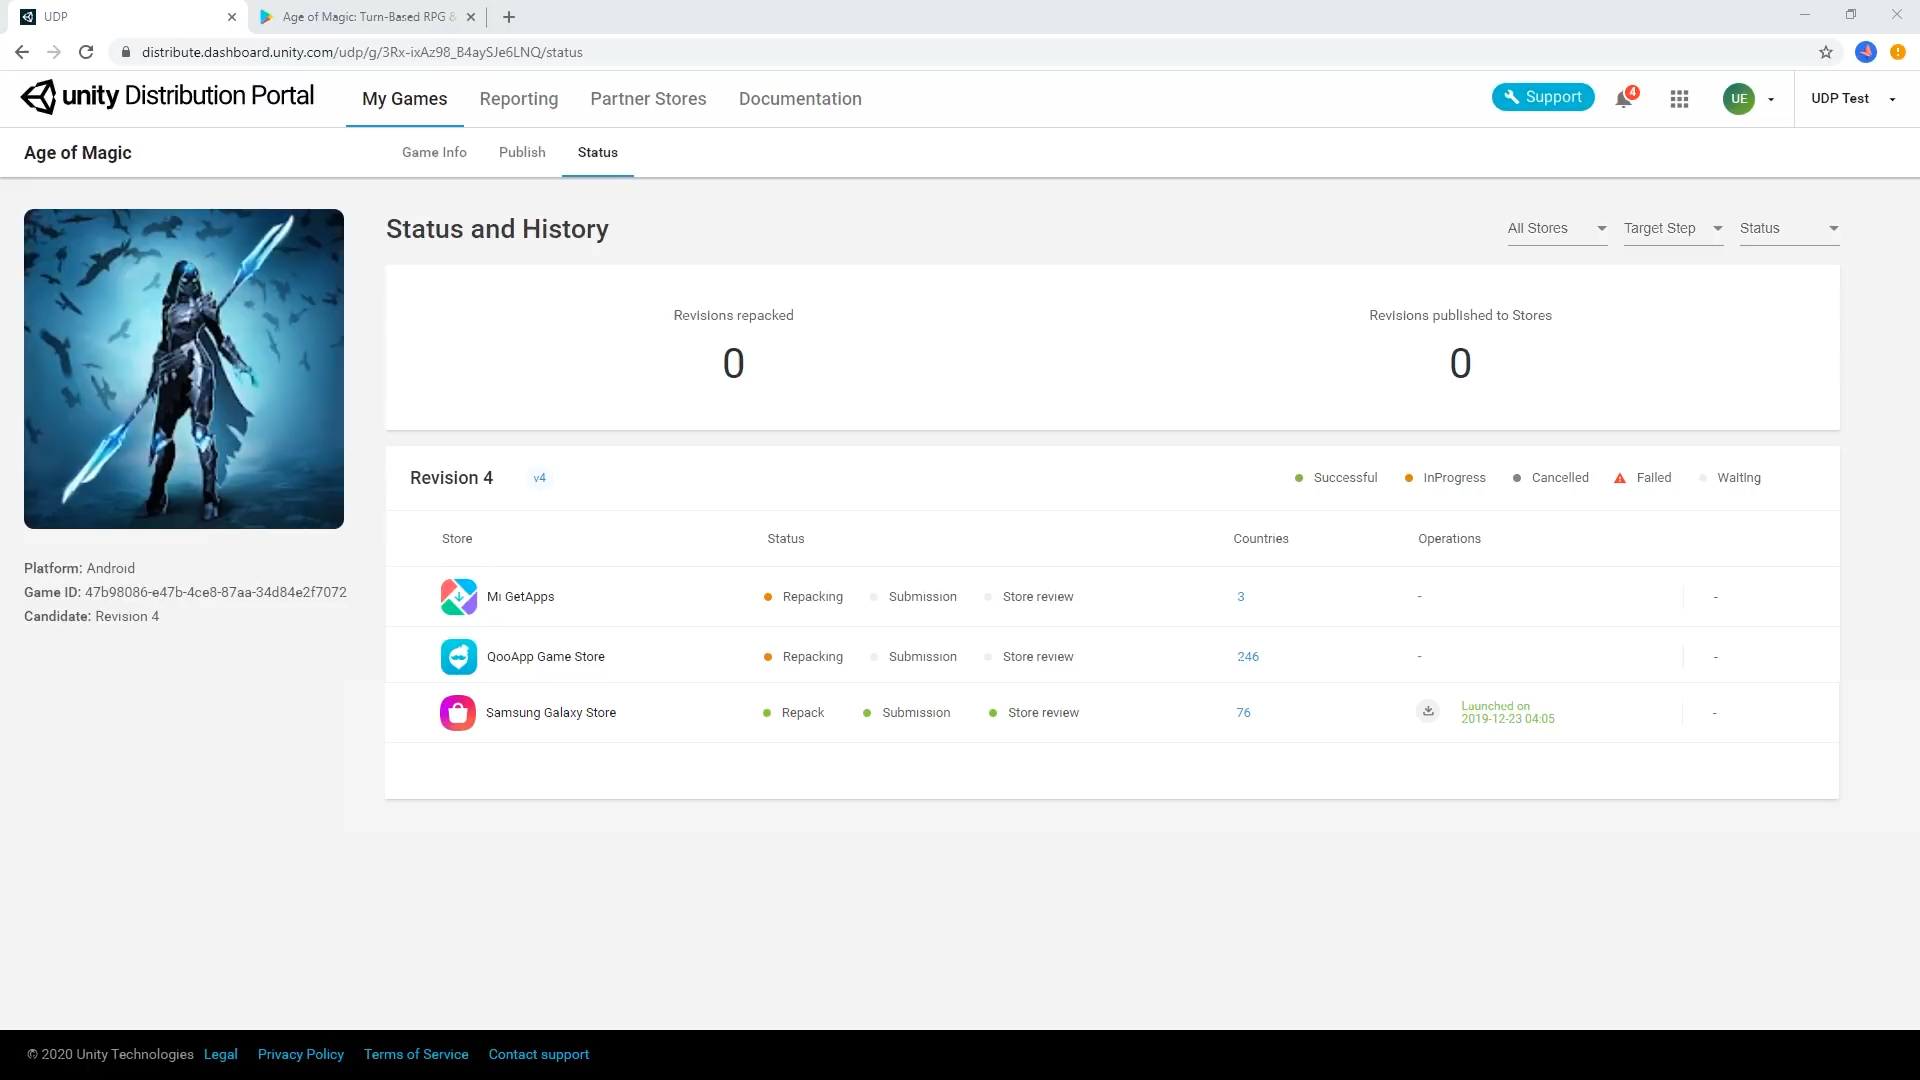 UDP
Age of Magic: Turn-Based RPG &
distribute.dashboard.unity.com/udp/g/3Rx-ixAz98_B4aySJe6LNQ/status
unity Distribution Portal
My Games
Reporting
Partner Stores
Documentation
Support
4
UE
UDP Test
Age of Magic
Game Info
Publish
Status
Status and History
All Stores
Target Step
Status
Revisions repacked
Revisions published to Stores
0
0
Revision 4
v4
Successful
InProgress
Cancelled
Failed
Waiting
Store
Status
Countries
Operations
Platform: Android
Game ID: 47b98086-e47b-4ce8-87aa-34d84e2f7072
Candidate: Revision 4
Mi GetApps
Repacking
Submission
Store review
3
-
-
QooApp Game Store
Repacking
Submission
Store review
246
-
-
Samsung Galaxy Store
Repack
Submission
Store review
76
Launched on
2019-12-23 04:05
-
© 2020 Unity Technologies
Legal
Privacy Policy
Terms of Service
Contact support